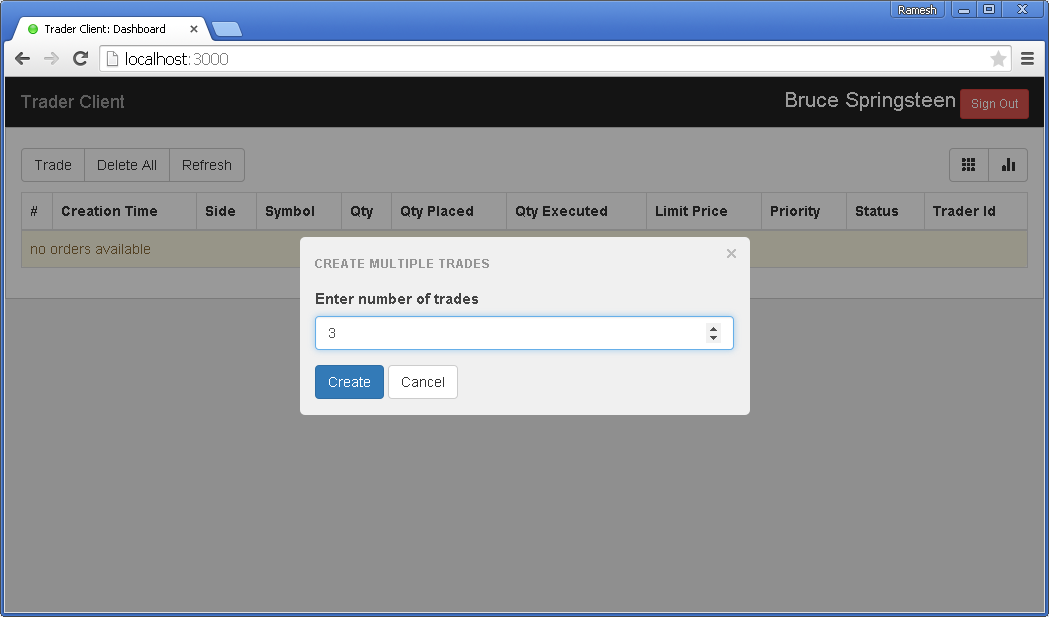 Ramesh
Trader Client: Dashboard
localhost:3000
Trader Client
Bruce Springsteen Sign Out
Trade Delete All Refresh
# Creation Time Side Symbol Qty Qty Placed Qty Executed Limit Price Priority Status Trader Id
no orders available
CREATE MULTIPLE TRADES
Enter number of trades
3
Create Cancel